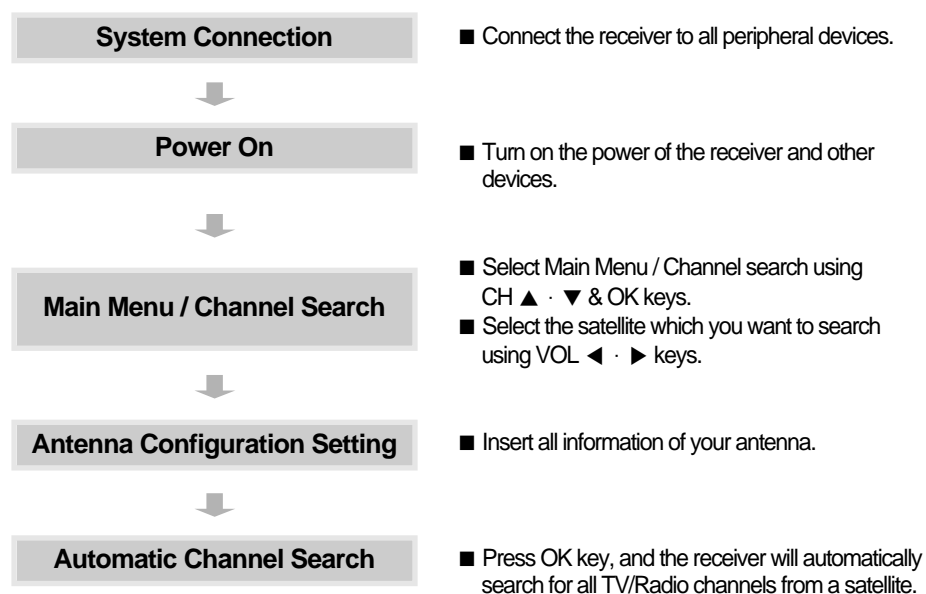 System Connection
■ Connect the receiver to all peripheral devices.
Power On
■ Turn on the power of the receiver and other
devices.
Main Menu / Channel Search
■ Select Main Menu / Channel search using
CH ▲ · ▼ & OK keys.
■ Select the satellite which you want to search
using VOL ◀ · ▶ keys.
Antenna Configuration Setting
■ Insert all information of your antenna.
Automatic Channel Search
■ Press OK key, and the receiver will automatically
search for all TV/Radio channels from a satellite.